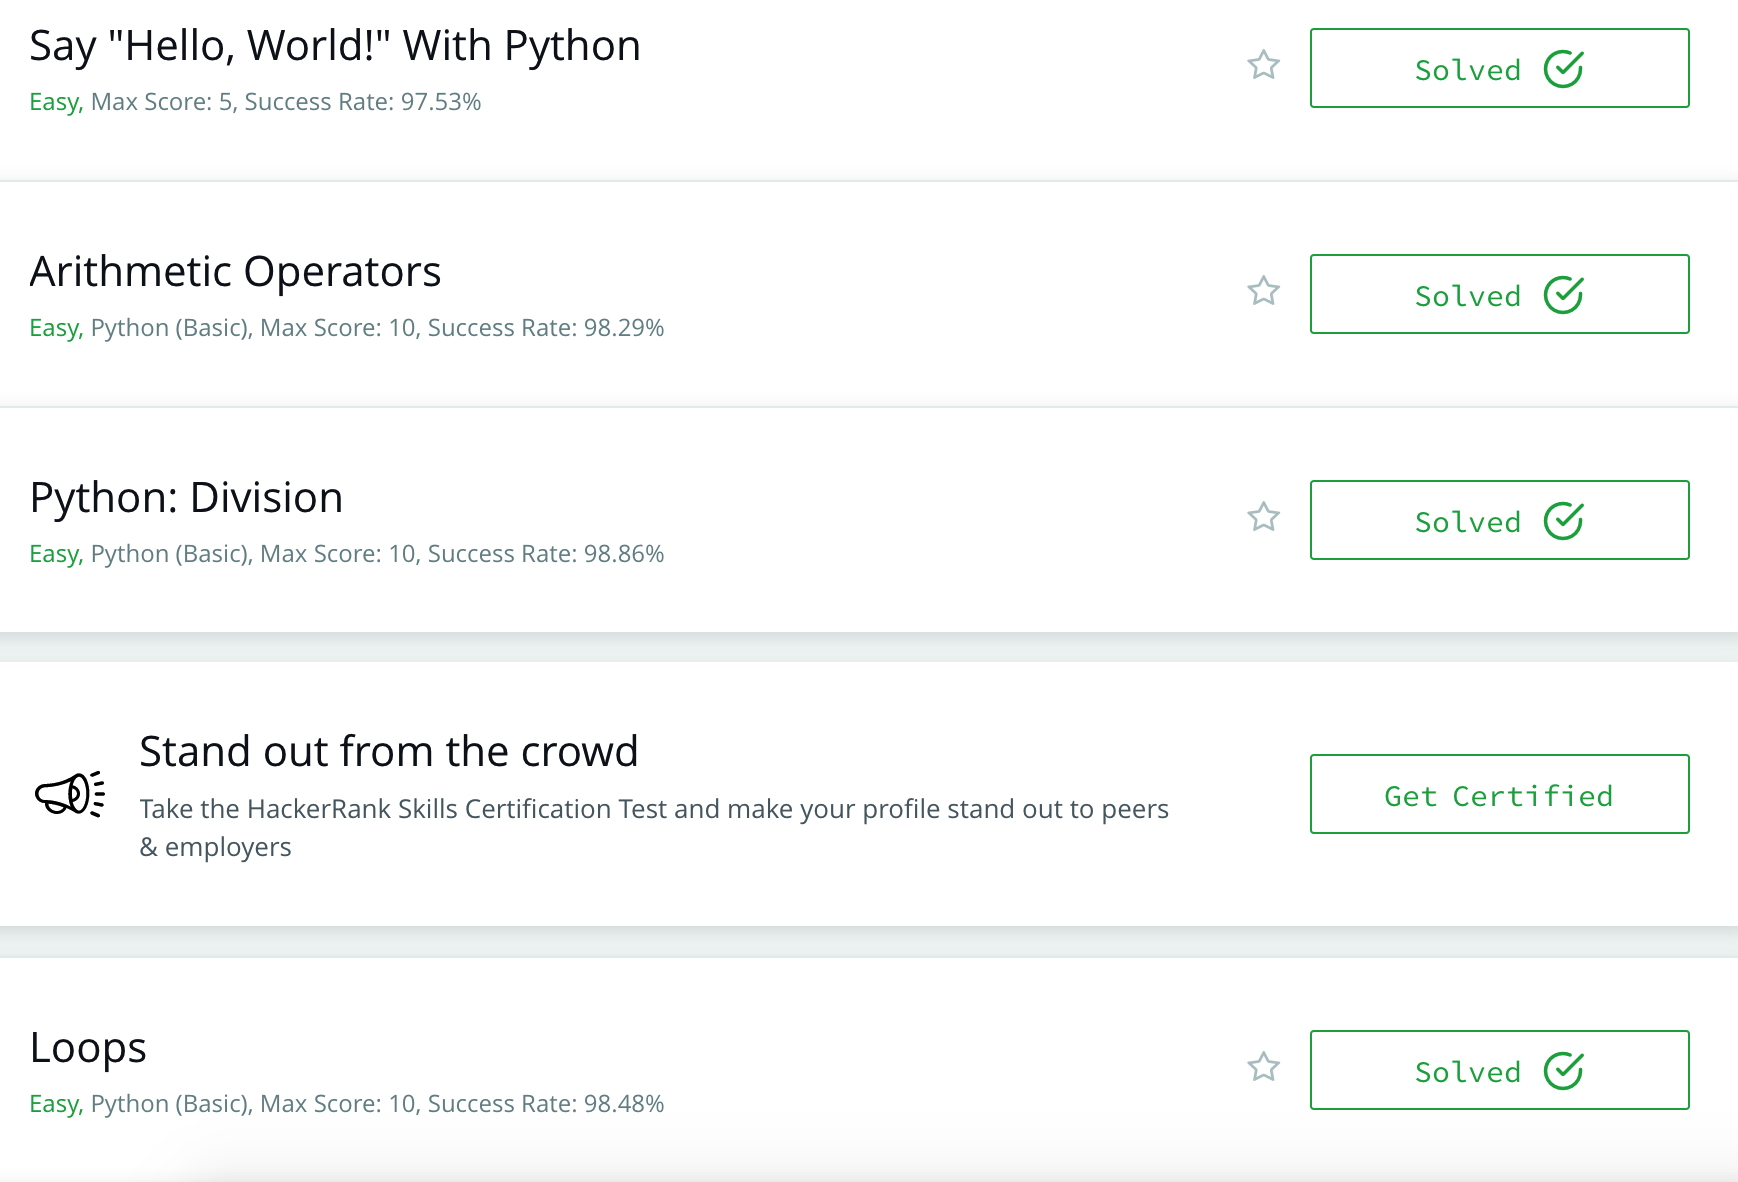 Say "Hello, World!" With Python
Easy, Max Score: 5, Success Rate: 97.53%
Solved
Arithmetic Operators
Easy, Python (Basic), Max Score: 10, Success Rate: 98.29%
Solved
Python: Division
Easy, Python (Basic), Max Score: 10, Success Rate: 98.86%
Solved
Stand out from the crowd
Take the HackerRank Skills Certification Test and make your profile stand out to peers
& employers
Get Certified
Loops
Easy, Python (Basic), Max Score: 10, Success Rate: 98.48%
Solved